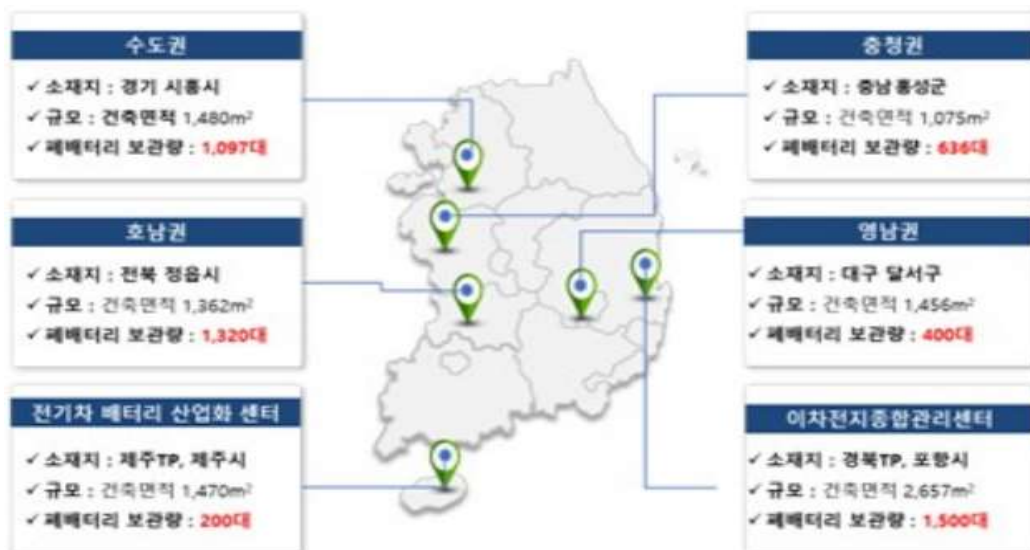 수도권
✓ 소재지 : 경기 시흥시
✓ 규모 : 건축면적 1,480m²
✓ 폐배터리 보관량 : 1,097대
충청권
✓ 소재지 : 충남 홍성군
✓ 규모 : 건축면적 1,075m²
✓ 폐배터리 보관량 : 636대
호남권
✓ 소재지 : 전북 정읍시
✓ 규모 : 건축면적 1,362m²
✓ 폐배터리 보관량 : 1,320대
영남권
✓ 소재지 : 대구 달서구
✓ 규모 : 건축면적 1,456m²
✓ 폐배터리 보관량 : 400대
전기차 배터리 산업화 센터
✓ 소재지 : 제주TP, 제주시
✓ 규모 : 건축면적 1,470m²
✓ 폐배터리 보관량 : 200대
이차전지종합관리센터
✓ 소재지 : 경북TP, 포항시
✓ 규모 : 건축면적 2,657m²
✓ 폐배터리 보관량 : 1,500대